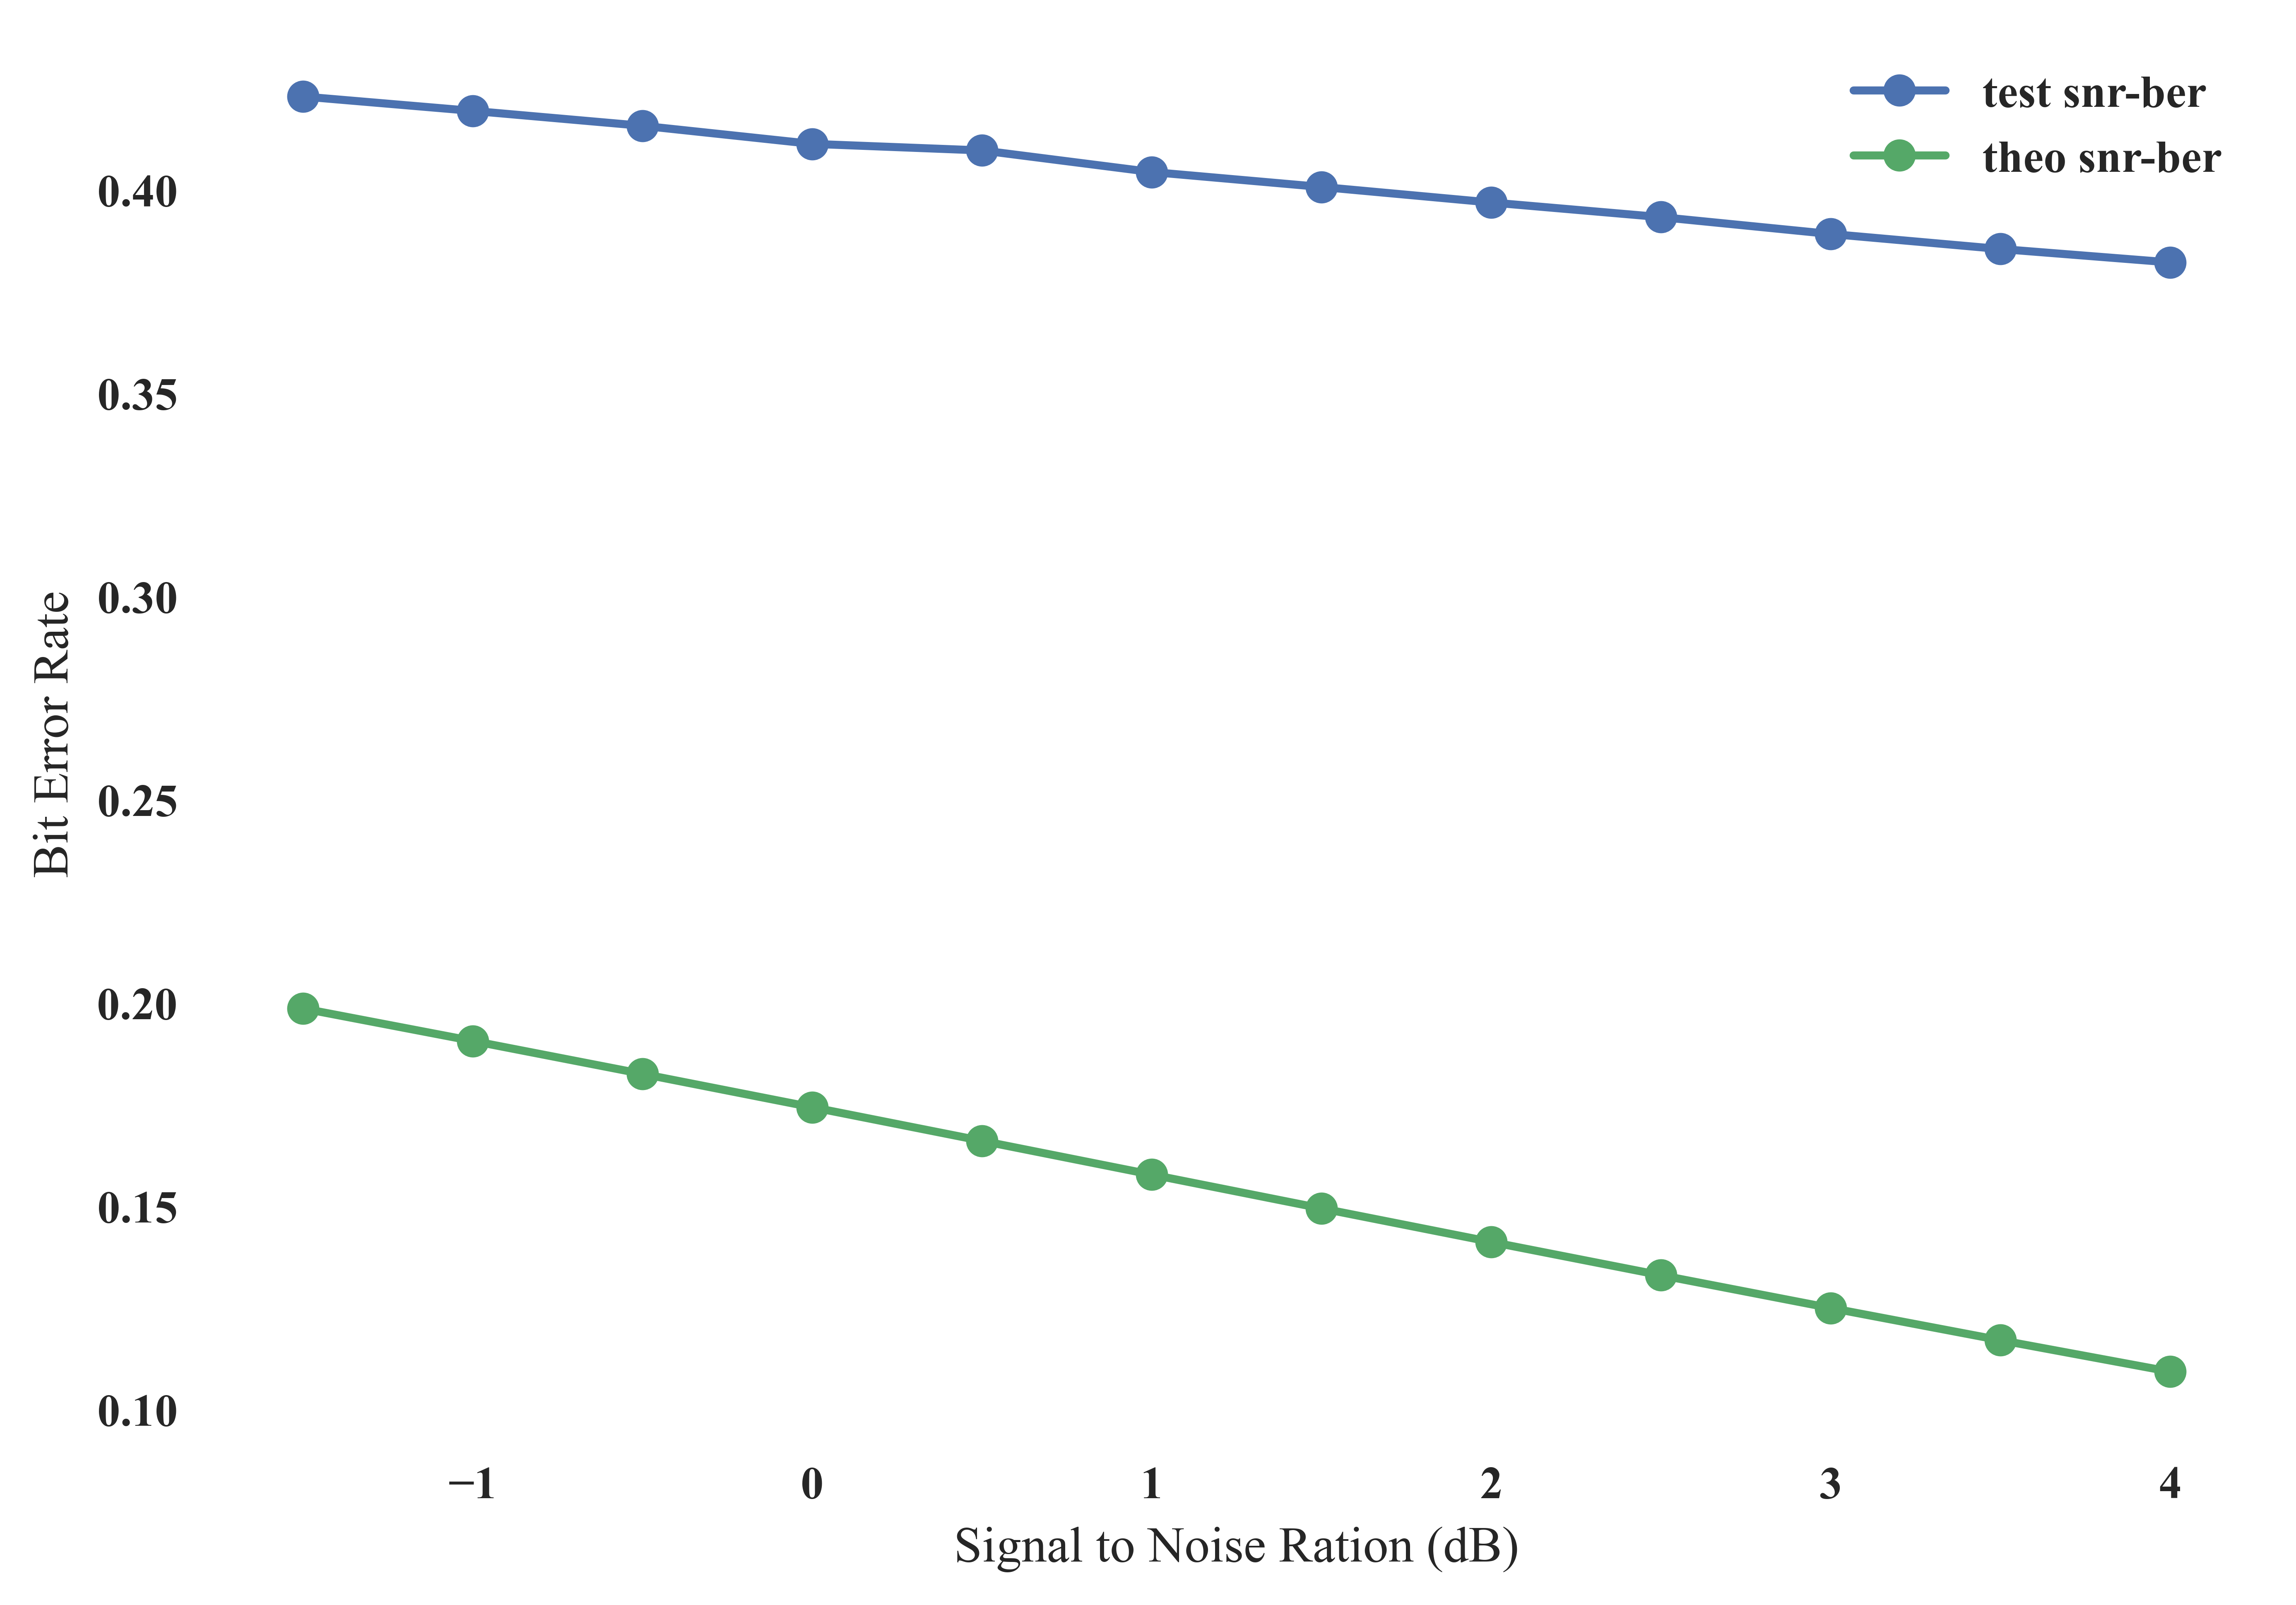 test snr-ber
theo snr-ber
0.40
0.35
0.30
0.25
0.20
0.15
0.10
Bit Error Rate
−1 0 1 2 3 4
Signal to Noise Ration (dB)